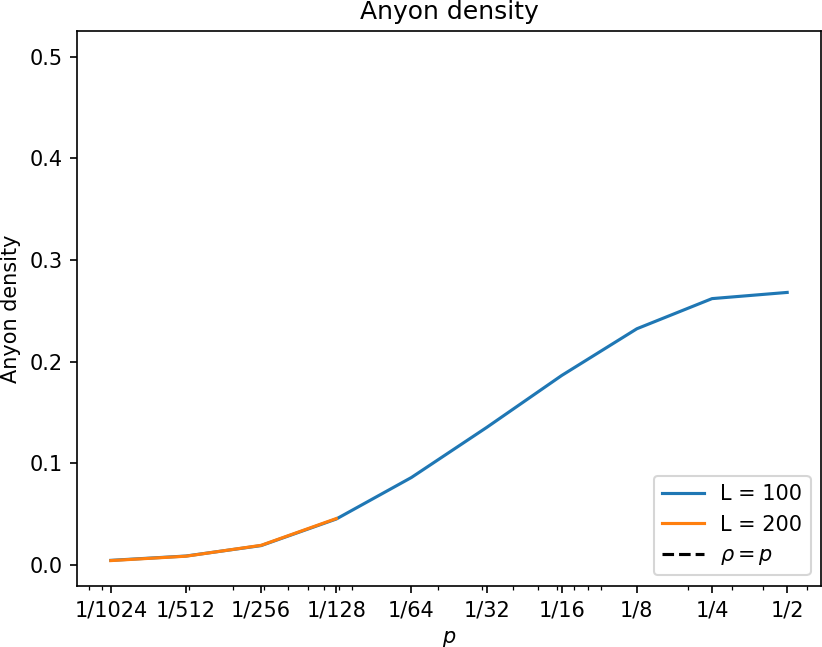 Anyon density
0.5
0.4
0.3
0.2
0.1
0.0
Anyon density
1/1024 1/512 1/256 1/128 1/64 1/32 1/16 1/8 1/4 1/2
p
L = 100
L = 200
ρ = p